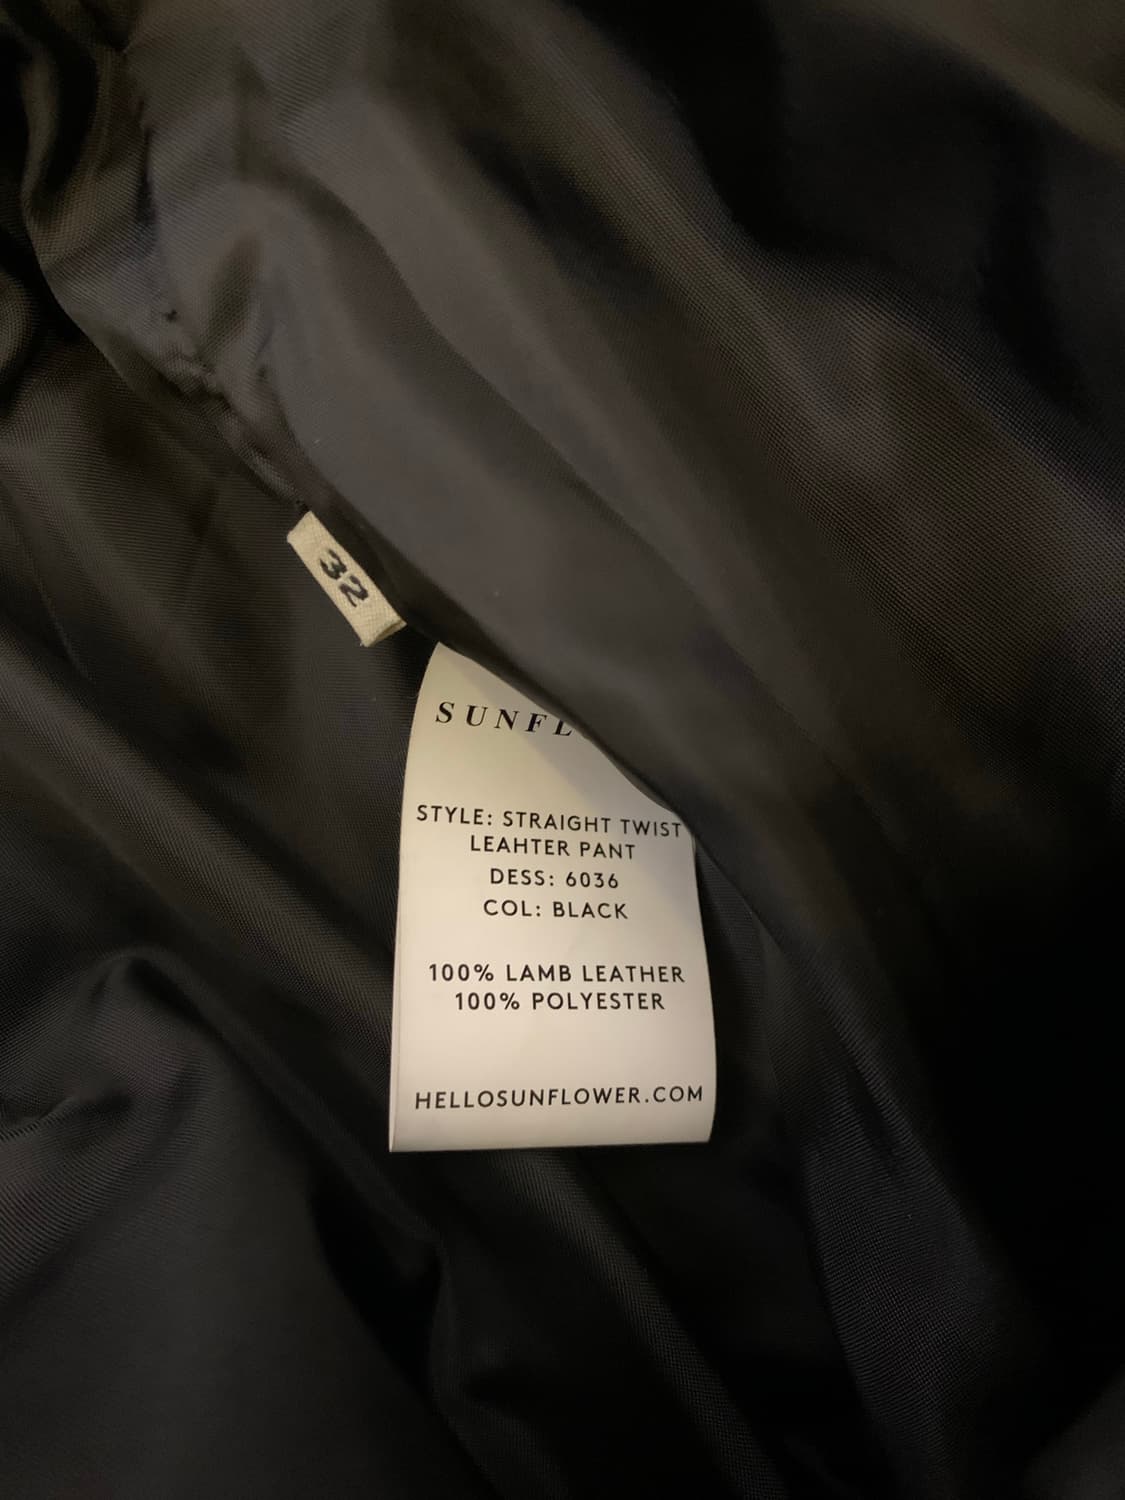 32
SUNFL
STYLE: STRAIGHT TWIST
LEAHTER PANT
DESS: 6036
COL: BLACK
100% LAMB LEATHER
100% POLYESTER
HELLOSUNFLOWER.COM